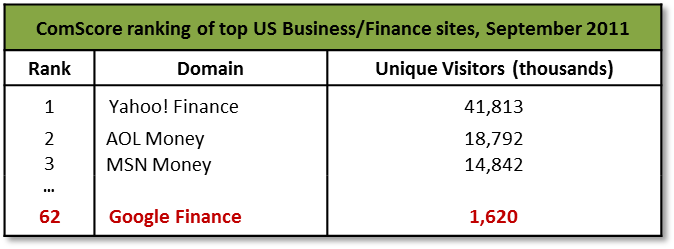 ComScore ranking of top US Business/Finance sites, September 2011
Rank Domain Unique Visitors (thousands)
1 Yahoo! Finance 41,813
2 AOL Money 18,792
3 MSN Money 14,842
...
62 Google Finance 1,620